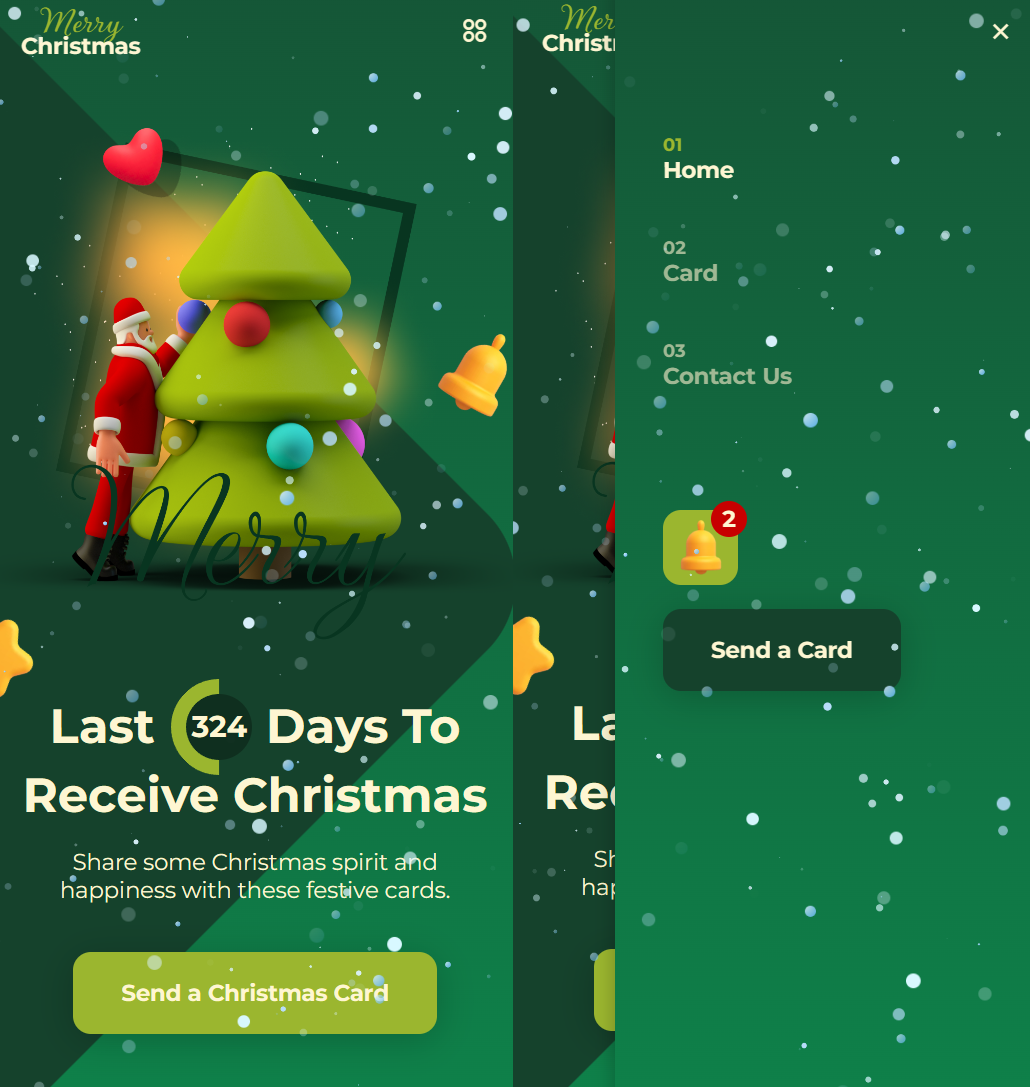 Merry
Christmas
Merry
Last 324 Days To
Receive Christmas
Share some Christmas spirit and
happiness with these festive cards.
Send a Christmas Card
Mer
Christ
La
Rec
Sh
hap
01
Home
02
Card
03
Contact Us
2
Send a Card